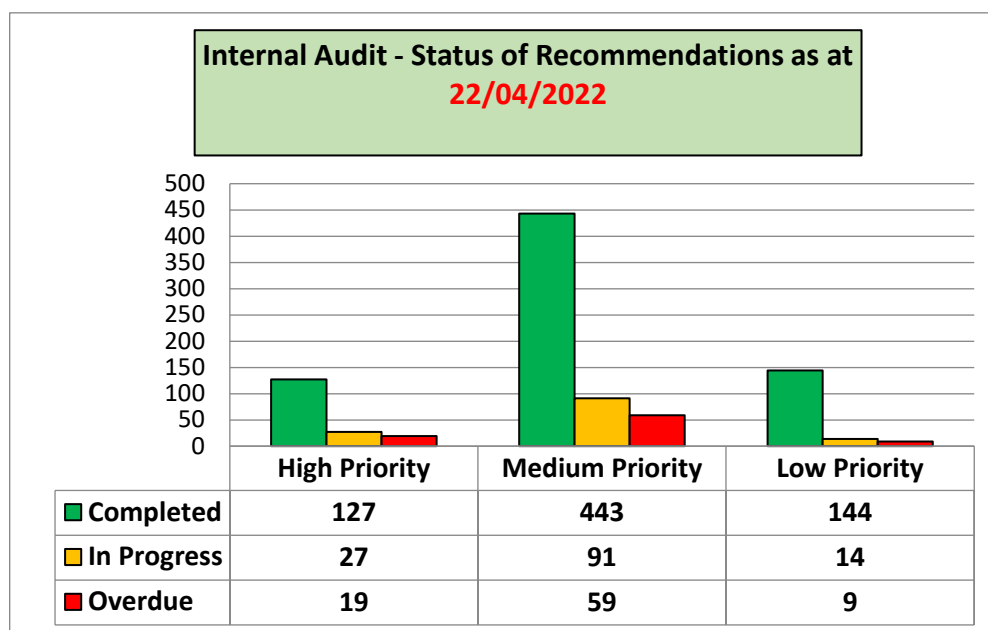 Internal Audit - Status of Recommendations as at
22/04/2022
500
450
400
350
300
250
200
150
100
50
0
High Priority Medium Priority Low Priority
Completed 127 443 144
In Progress 27 91 14
Overdue 19 59 9